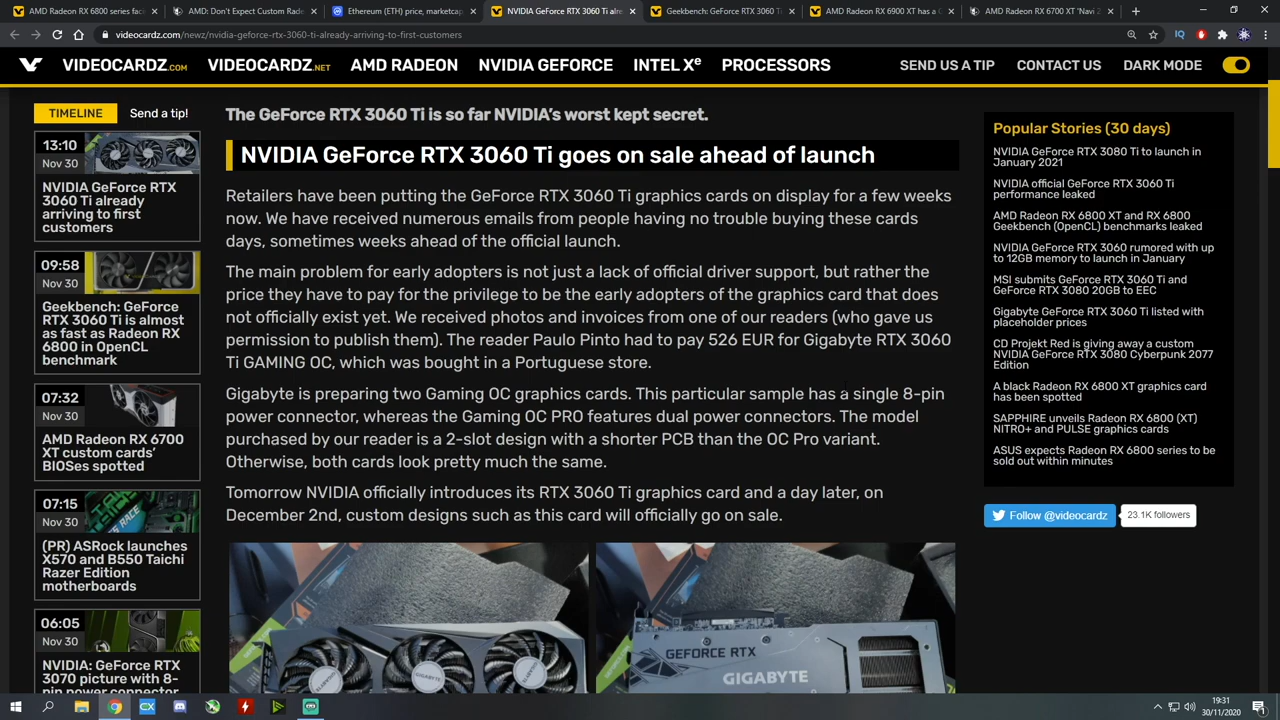 AMD Radeon RX 6800 series fac
AMD: Don't Expect Custom Rade
Ethereum (ETH) price, marketcap
NVIDIA GeForce RTX 3060 Ti alre
Geekbench: GeForce RTX 3060 Ti
AMD Radeon RX 6900 XT has a C
AMD Radeon RX 6700 XT 'Navi 2
videocardz.com/newz/nvidia-geforce-rtx-3060-ti-already-arriving-to-first-customers
VIDEOCARDZ.COM
VIDEOCARDZ.NET
AMD RADEON
NVIDIA GEFORCE
INTEL Xe
PROCESSORS
SEND US A TIP
CONTACT US
DARK MODE
TIMELINE
Send a tip!
13:10
Nov 30
NVIDIA GeForce RTX
3060 Ti already
arriving to first
customers
09:58
Nov 30
Geekbench: GeForce
RTX 3060 Ti is almost
as fast as Radeon RX
6800 in OpenCL
benchmark
07:32
Nov 30
AMD Radeon RX 6700
XT custom cards'
BIOSes spotted
07:15
Nov 30
(PR) ASRock launches
X570 and B550 Taichi
Razer Edition
motherboards
06:05
Nov 30
NVIDIA: GeForce RTX
3070 picture with 8-
pin power connector
The GeForce RTX 3060 Ti is so far NVIDIA's worst kept secret.
NVIDIA GeForce RTX 3060 Ti goes on sale ahead of launch
Retailers have been putting the GeForce RTX 3060 Ti graphics cards on display for a few weeks
now. We have received numerous emails from people having no trouble buying these cards
days, sometimes weeks ahead of the official launch.
The main problem for early adopters is not just a lack of official driver support, but rather the
price they have to pay for the privilege to be the early adopters of the graphics card that does
not officially exist yet. We received photos and invoices from one of our readers (who gave us
permission to publish them). The reader Paulo Pinto had to pay 526 EUR for Gigabyte RTX 3060
Ti GAMING OC, which was bought in a Portuguese store.
Gigabyte is preparing two Gaming OC graphics cards. This particular sample has a single 8-pin
power connector, whereas the Gaming OC PRO features dual power connectors. The model
purchased by our reader is a 2-slot design with a shorter PCB than the OC Pro variant.
Otherwise, both cards look pretty much the same.
Tomorrow NVIDIA officially introduces its RTX 3060 Ti graphics card and a day later, on
December 2nd, custom designs such as this card will officially go on sale.
GEFORCE RTX
GIGABYTE
Popular Stories (30 days)
NVIDIA GeForce RTX 3080 Ti to launch in
January 2021
NVIDIA official GeForce RTX 3060 Ti
performance leaked
AMD Radeon RX 6800 XT and RX 6800
Geekbench (OpenCL) benchmarks leaked
NVIDIA GeForce RTX 3060 rumored with up
to 12GB memory to launch in January
MSI submits GeForce RTX 3060 Ti and
GeForce RTX 3080 20GB to EEC
Gigabyte GeForce RTX 3060 Ti listed with
placeholder prices
CD Projekt Red is giving away a custom
NVIDIA GeForce RTX 3080 Cyberpunk 2077
Edition
A black Radeon RX 6800 XT graphics card
has been spotted
SAPPHIRE unveils Radeon RX 6800 (XT)
NITRO+ and PULSE graphics cards
ASUS expects Radeon RX 6800 series to be
sold out within minutes
Follow @videocardz
23.1K followers
19:31
30/11/2020